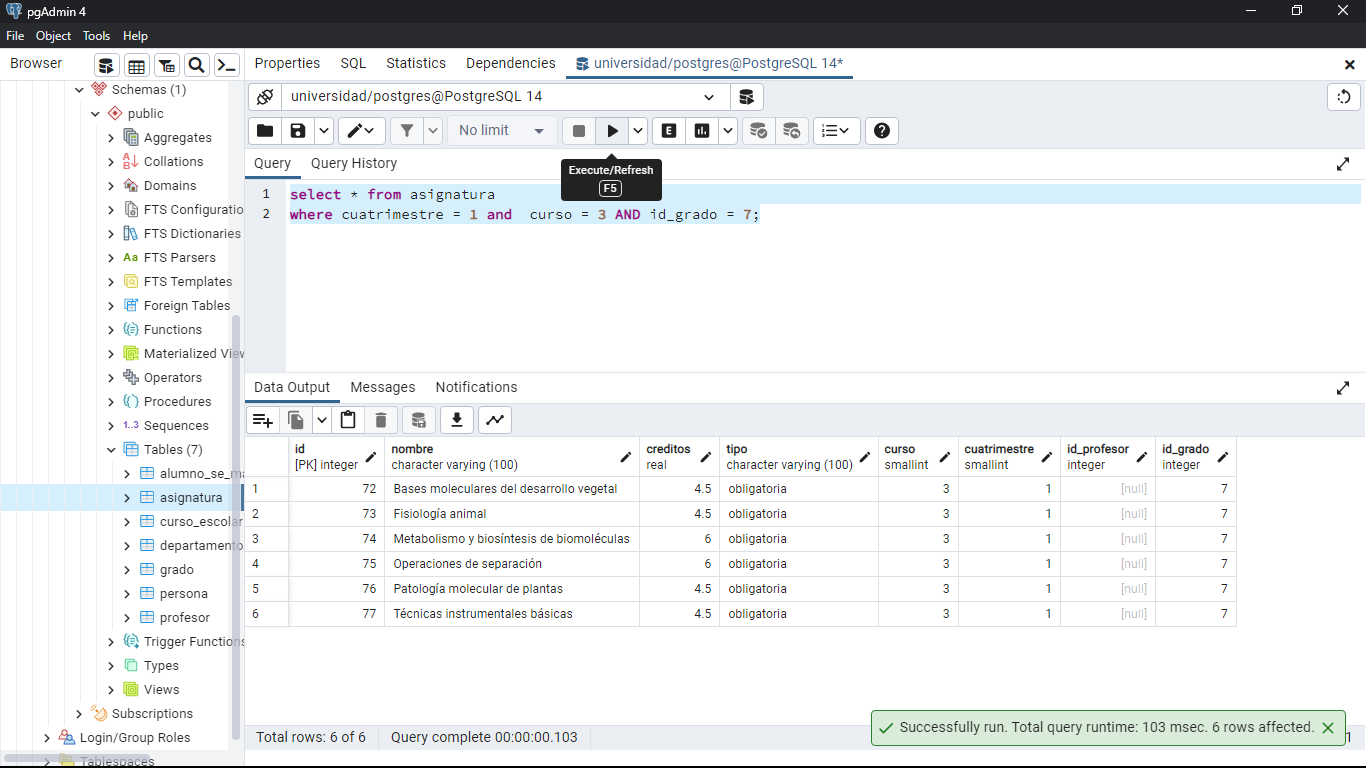 pgAdmin 4
File Object Tools Help
Browser
Properties SQL Statistics Dependencies universidad/postgres@PostgreSQL 14*
Schemas (1)
public
Aggregates
Collations
Domains
FTS Configuratio
FTS Dictionaries
FTS Parsers
FTS Templates
Foreign Tables
Functions
Materialized View
Operators
Procedures
1..3 Sequences
Tables (7)
alumno_se_ma
asignatura
curso_escolar
departamento
grado
persona
profesor
Trigger Functions
Types
Views
Subscriptions
Login/Group Roles
Tablespaces
universidad/postgres@PostgreSQL 14
No limit
E
Execute/Refresh
F5
Query Query History
1 select * from asignatura
2 where cuatrimestre = 1 and curso = 3 AND id_grado = 7;
Data Output Messages Notifications
id nombre creditos tipo curso cuatrimestre id_profesor id_grado
[PK] integer character varying (100) real character varying (100) smallint smallint integer integer
1 72 Bases moleculares del desarrollo vegetal 4.5 obligatoria 3 1 [null] 7
2 73 Fisiología animal 4.5 obligatoria 3 1 [null] 7
3 74 Metabolismo y biosíntesis de biomoléculas 6 obligatoria 3 1 [null] 7
4 75 Operaciones de separación 6 obligatoria 3 1 [null] 7
5 76 Patología molecular de plantas 4.5 obligatoria 3 1 [null] 7
6 77 Técnicas instrumentales básicas 4.5 obligatoria 3 1 [null] 7
Total rows: 6 of 6 Query complete 00:00:00.103
Successfully run. Total query runtime: 103 msec. 6 rows affected.
1